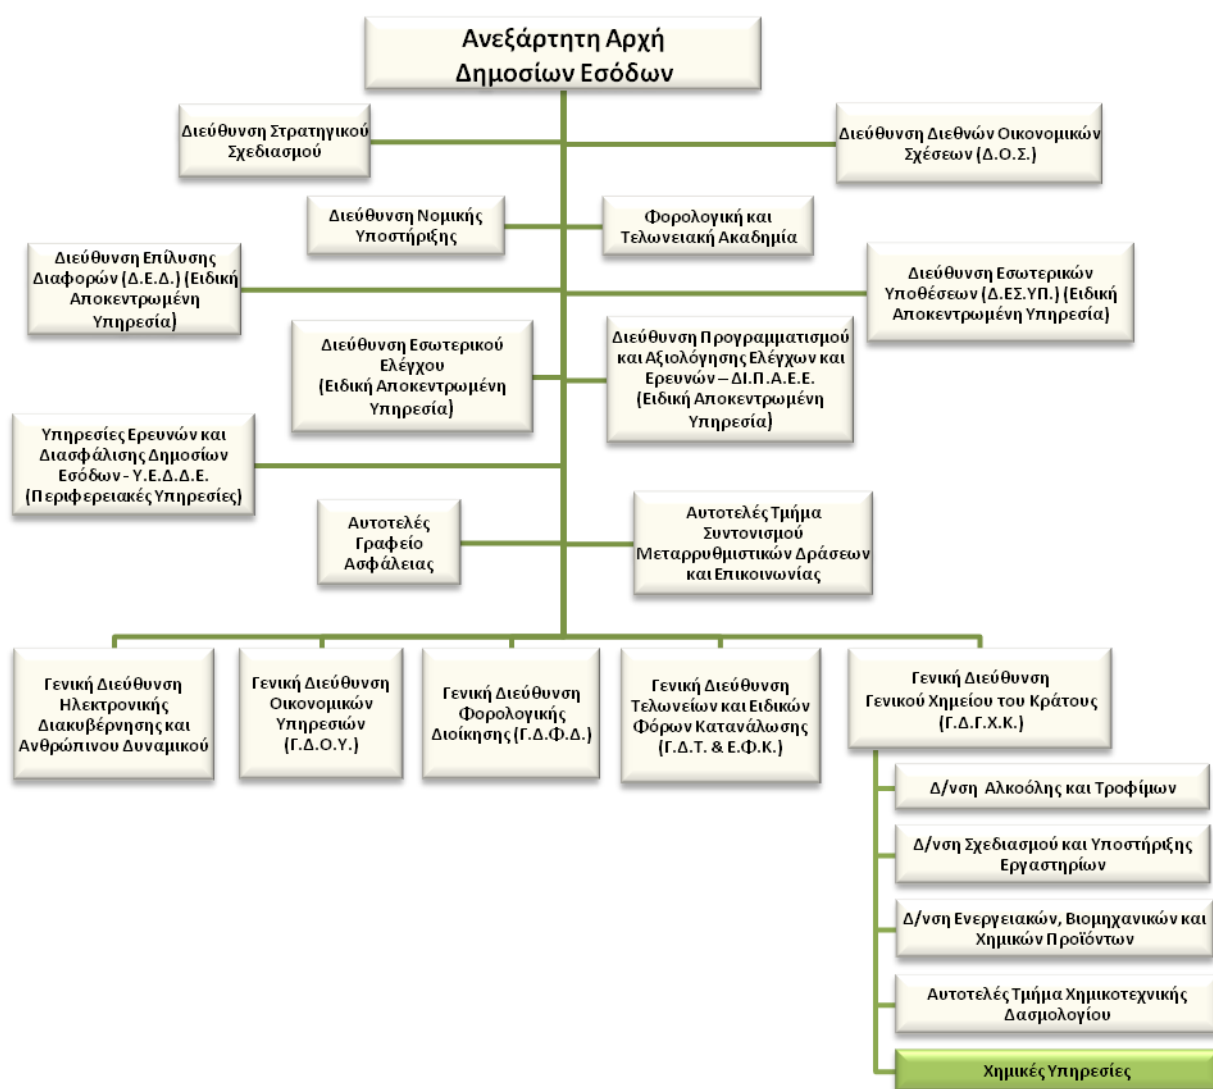 Ανεξάρτητη Αρχή
Δημοσίων Εσόδων
Διεύθυνση Στρατηγικού
Σχεδιασμού
Διεύθυνση Διεθνών Οικονομικών
Σχέσεων (Δ.Ο.Σ.)
Διεύθυνση Νομικής
Υποστήριξης
Φορολογική και
Τελωνειακή Ακαδημία
Διεύθυνση Επίλυσης
Διαφορών (Δ.Ε.Δ.) (Ειδική
Αποκεντρωμένη
Υπηρεσία)
Διεύθυνση Εσωτερικών
Υποθέσεων (Δ.ΕΣ.ΥΠ.) (Ειδική
Αποκεντρωμένη Υπηρεσία)
Διεύθυνση Εσωτερικού
Ελέγχου
(Ειδική Αποκεντρωμένη
Υπηρεσία)
Διεύθυνση Προγραμματισμού
και Αξιολόγησης Ελέγχων και
Ερευνών – ΔΙ.Π.Α.Ε.Ε.
(Ειδική Αποκεντρωμένη
Υπηρεσία)
Υπηρεσίες Ερευνών και
Διασφάλισης Δημοσίων
Εσόδων - Υ.Ε.Δ.Δ.Ε.
(Περιφερειακές Υπηρεσίες)
Αυτοτελές
Γραφείο
Ασφάλειας
Αυτοτελές Τμήμα
Συντονισμού
Μεταρρυθμιστικών Δράσεων
και Επικοινωνίας
Γενική Διεύθυνση
Ηλεκτρονικής
Διακυβέρνησης και
Ανθρώπινου Δυναμικού
Γενική Διεύθυνση
Οικονομικών
Υπηρεσιών
(Γ.Δ.Ο.Υ.)
Γενική Διεύθυνση
Φορολογικής
Διοίκησης (Γ.Δ.Φ.Δ.)
Γενική Διεύθυνση
Τελωνείων και Ειδικών
Φόρων Κατανάλωσης
(Γ.Δ.Τ. & Ε.Φ.Κ.)
Γενική Διεύθυνση
Γενικού Χημείου του Κράτους
(Γ.Δ.Γ.Χ.Κ.)
Δ/νση Αλκοόλης και Τροφίμων
Δ/νση Σχεδιασμού και Υποστήριξης
Εργαστηρίων
Δ/νση Ενεργειακών, Βιομηχανικών και
Χημικών Προϊόντων
Αυτοτελές Τμήμα Χημικοτεχνικής
Δασμολογίου
Χημικές Υπηρεσίες